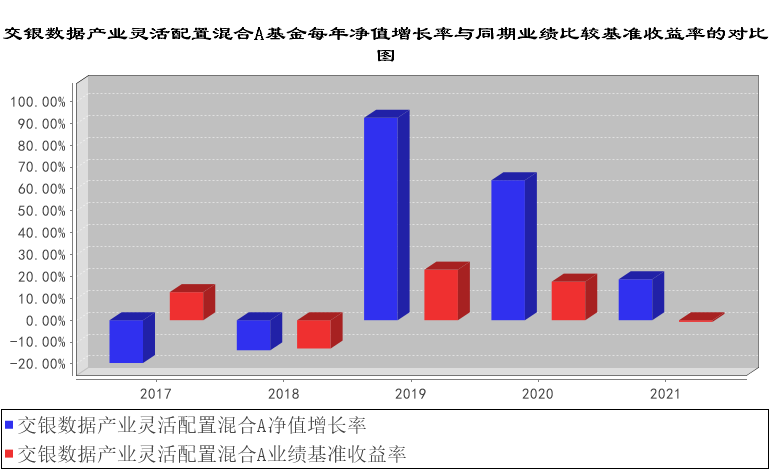 交银数据产业灵活配置混合A基金每年净值增长率与同期业绩比较基准收益率的对比
图
100.00%
90.00%
80.00%
70.00%
60.00%
50.00%
40.00%
30.00%
20.00%
10.00%
0.00%
-10.00%
-20.00%
2017 2018 2019 2020 2021
交银数据产业灵活配置混合A净值增长率
交银数据产业灵活配置混合A业绩基准收益率